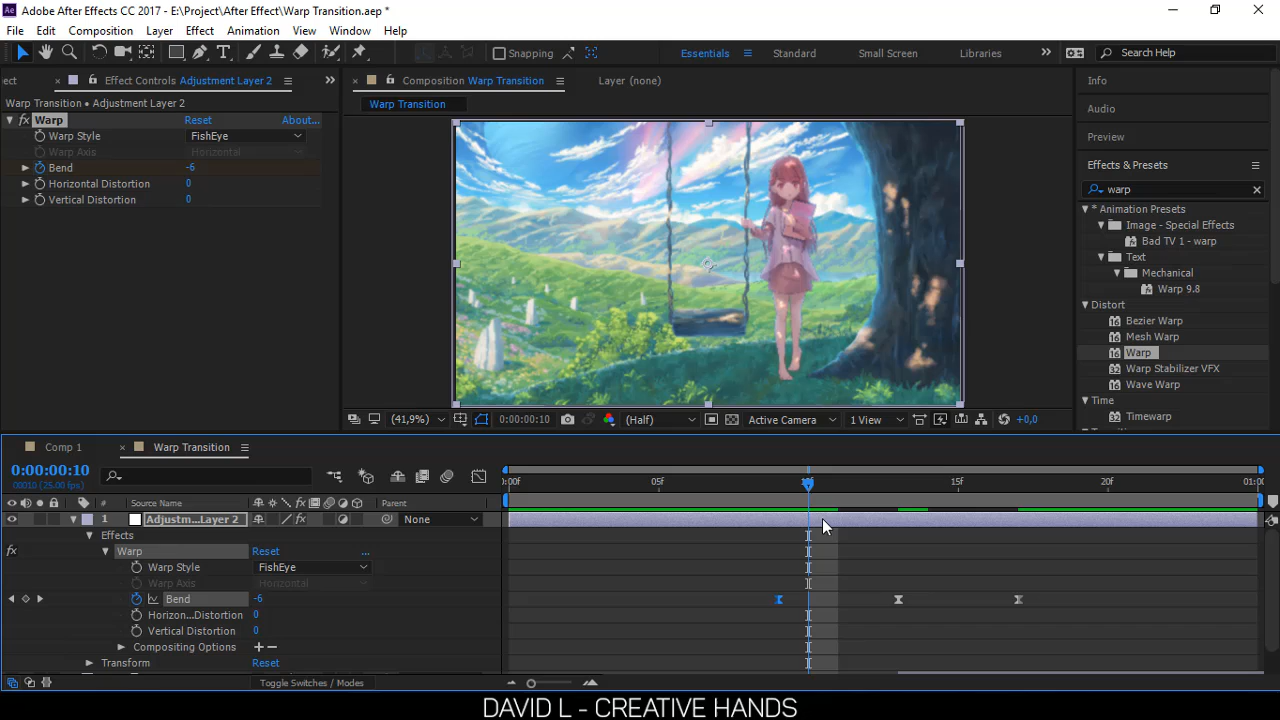 Adobe After Effects CC 2017 - E:\Project\After Effect\Warp Transition.aep *
File Edit Composition Layer Effect Animation View Window Help
Snapping Essentials Standard Small Screen Libraries Search Help
ect Effect Controls Adjustment Layer 2 Composition Warp Transition Layer (none) Info
Warp Transition • Adjustment Layer 2 Warp Transition
Audio
fx Warp Reset About...
Warp Style FishEye Preview
Warp Axis Horizontal
Bend -6 Effects & Presets
Horizontal Distortion 0 warp
Vertical Distortion 0
* Animation Presets
Image - Special Effects
Bad TV 1 - warp
Text
Mechanical
Warp 9.8
Distort
Bezier Warp
Mesh Warp
Warp
Warp Stabilizer VFX
Wave Warp
Time
Timewarp
(41,9%) 0:00:00:10 (Half) Active Camera 1 View +0,0
Comp 1 Warp Transition
0:00:00:10
00010 (25.00 fps)
:00f 05f 15f 20f 01:00
# Source Name Parent
1 Adjustm...Layer 2 None
Effects
fx Warp Reset ...
Warp Style FishEye
Warp Axis Horizontal
Bend -6
Horizon...Distortion 0
Vertical Distortion 0
Compositing Options + –
Transform Reset
Toggle Switches / Modes
DAVID L - CREATIVE HANDS